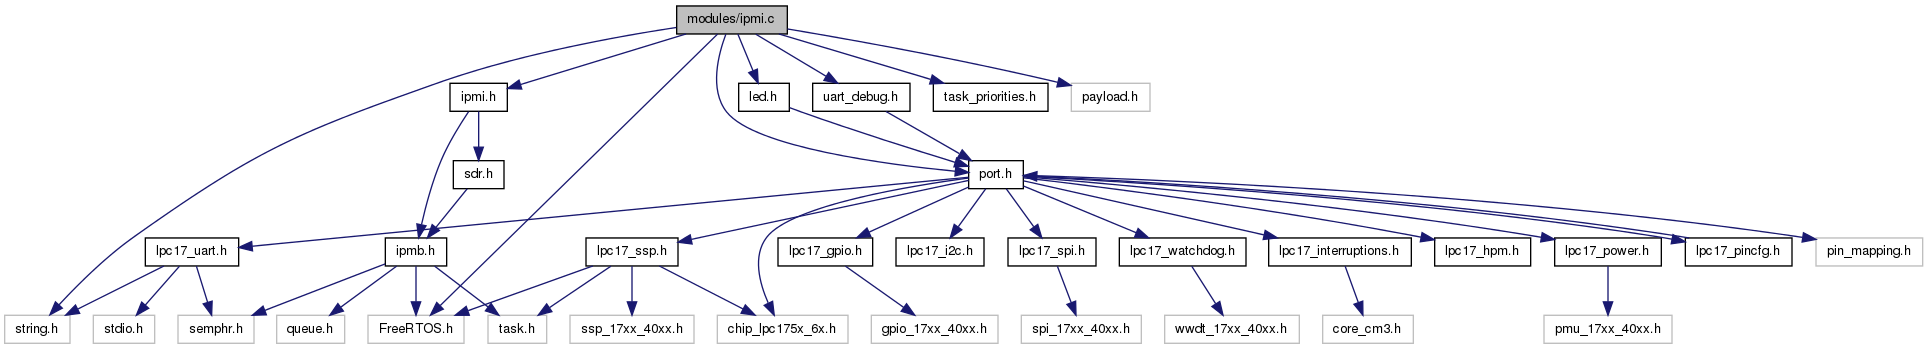 modules/ipmi.c
ipmi.h
led.h
uart_debug.h
task_priorities.h
payload.h
sdr.h
port.h
lpc17_uart.h
ipmb.h
lpc17_ssp.h
lpc17_gpio.h
lpc17_i2c.h
lpc17_spi.h
lpc17_watchdog.h
lpc17_interruptions.h
lpc17_hpm.h
lpc17_power.h
lpc17_pincfg.h
pin_mapping.h
string.h
stdio.h
semphr.h
queue.h
FreeRTOS.h
task.h
ssp_17xx_40xx.h
chip_lpc175x_6x.h
gpio_17xx_40xx.h
spi_17xx_40xx.h
wwdt_17xx_40xx.h
core_cm3.h
pmu_17xx_40xx.h